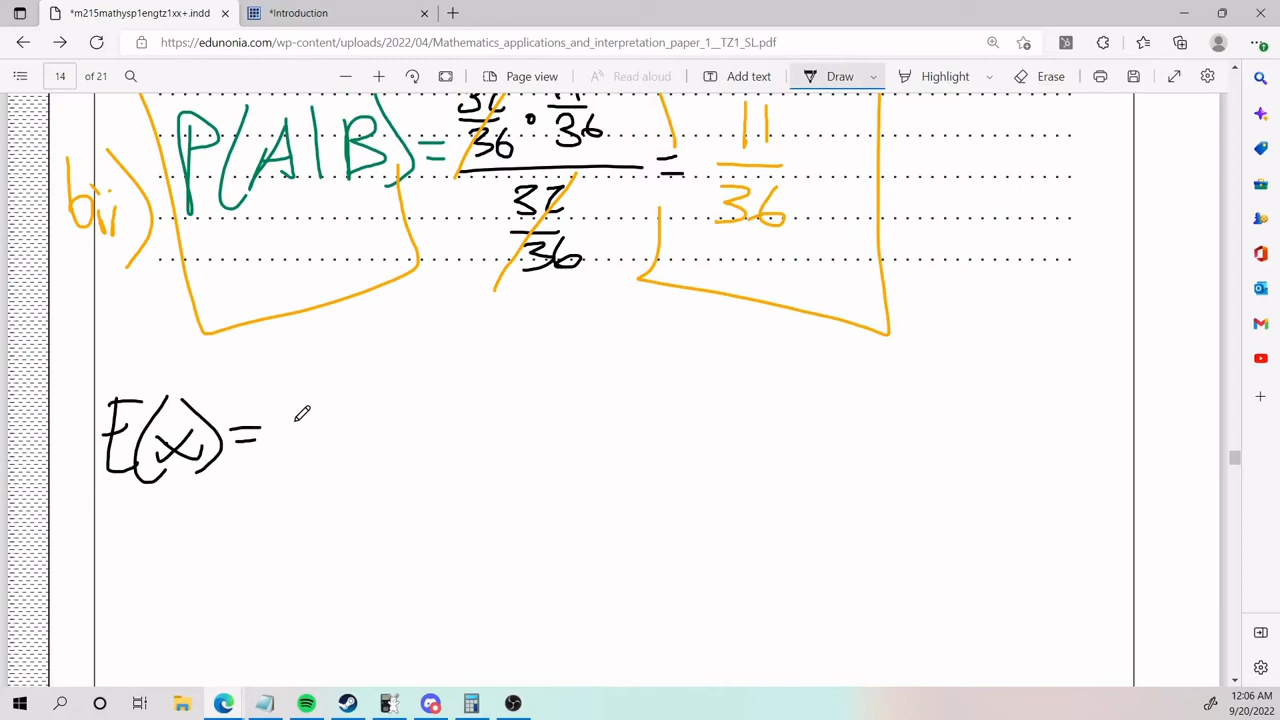 *m215mathysp1engtz1xx+.indd
*Introduction
https://edunonia.com/wp-content/uploads/2022/04/Mathematics_applications_and_interpretation_paper_1__TZ1_SL.pdf
14 of 21
Page view
Read aloud
Add text
Draw
Highlight
Erase
bii) P(A|B) = 32/36 · 11/36 / 32/36 = 11/36
E(x) =
12:06 AM
9/20/2022